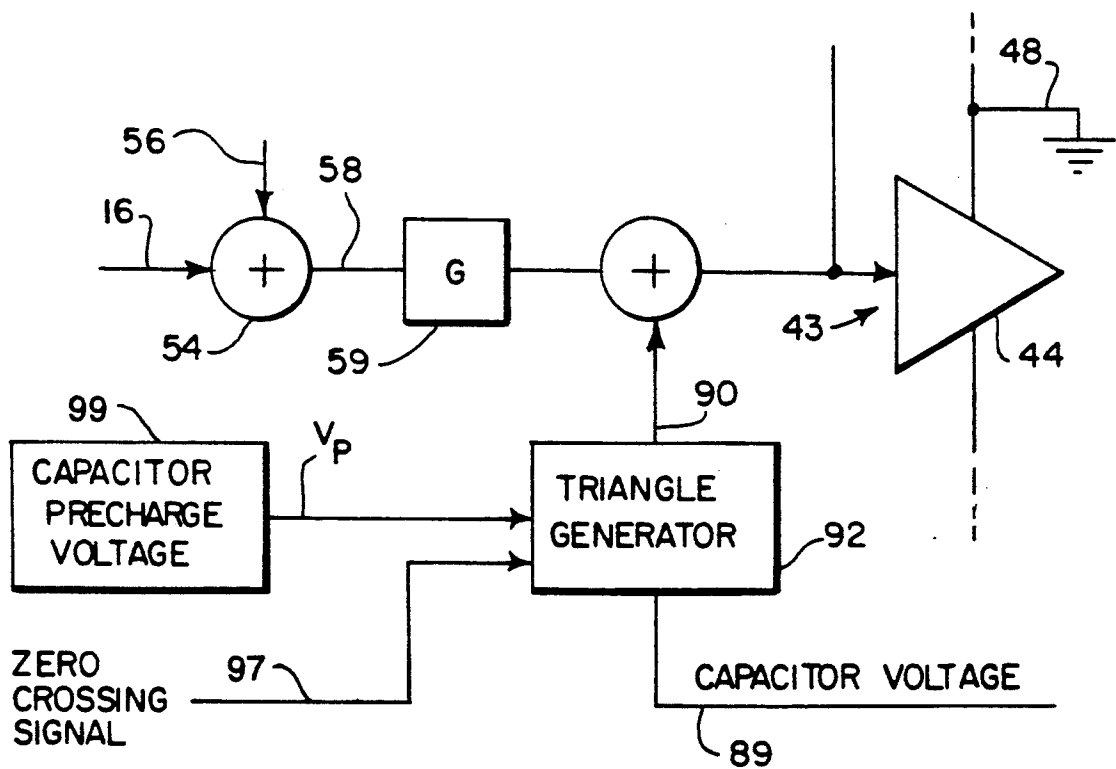 48
56
58
16
+
G
+
54
59
43
44
99
V_P
90
CAPACITOR
PRECHARGE
VOLTAGE
TRIANGLE
GENERATOR
92
ZERO
CROSSING
SIGNAL
97
CAPACITOR VOLTAGE
89